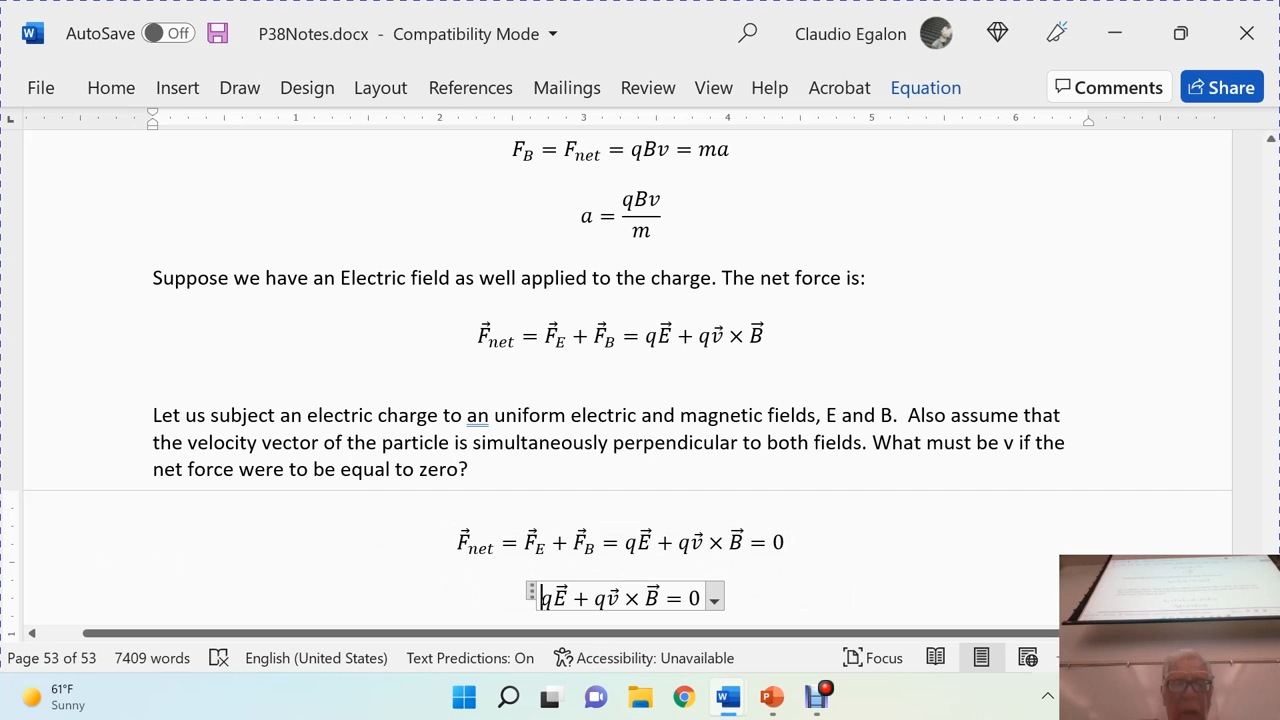 AutoSave Off P38Notes.docx - Compatibility Mode Claudio Egalon
File Home Insert Draw Design Layout References Mailings Review View Help Acrobat Equation Comments Share
1 2 3 4 5 6
F_B = F_net = qBv = ma
a = qBv/m
Suppose we have an Electric field as well applied to the charge. The net force is:
F⃗_net = F⃗_E + F⃗_B = qE⃗ + qv⃗ × B⃗
Let us subject an electric charge to an uniform electric and magnetic fields, E and B.  Also assume that
the velocity vector of the particle is simultaneously perpendicular to both fields. What must be v if the
net force were to be equal to zero?
F⃗_net = F⃗_E + F⃗_B = qE⃗ + qv⃗ × B⃗ = 0
qE⃗ + qv⃗ × B⃗ = 0
Page 53 of 53 7409 words English (United States) Text Predictions: On Accessibility: Unavailable Focus
61°F
Sunny